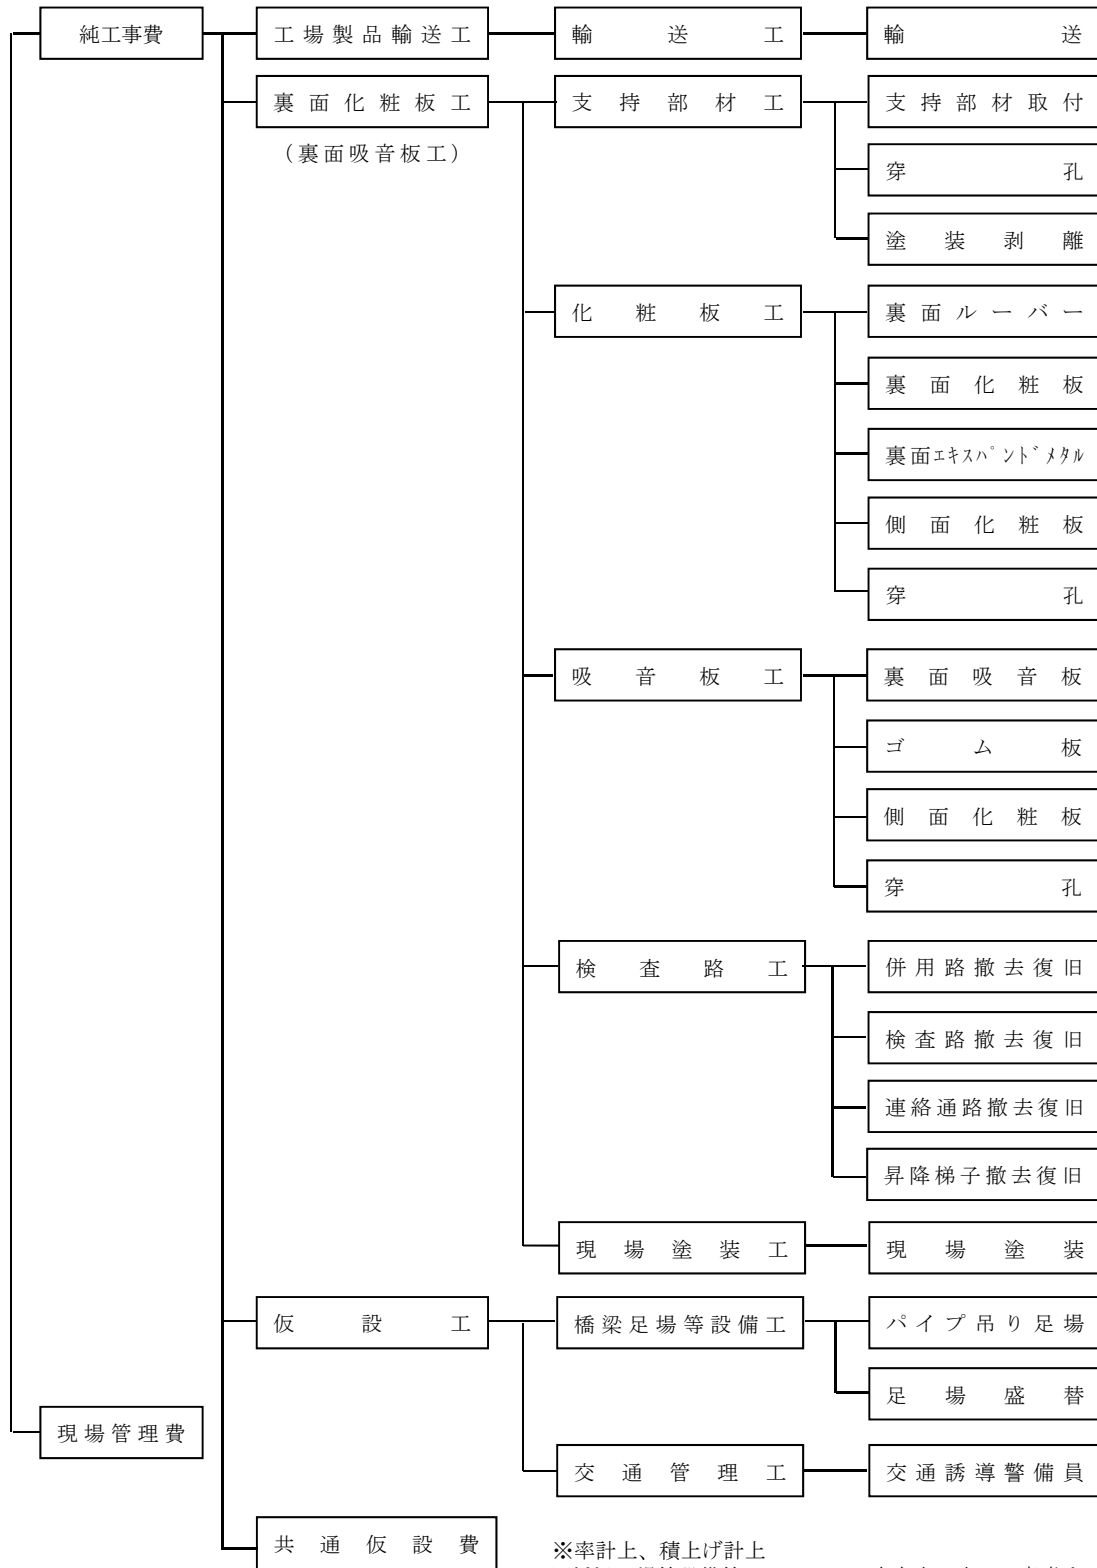 純工事費
工場製品輸送工
輸送工
輸送
裏面化粧板工
支持部材工
支持部材取付
（裏面吸音板工）
穿孔
塗装剥離
化粧板工
裏面ルーバー
裏面化粧板
裏面エキスパンドメタル
側面化粧板
穿孔
吸音板工
裏面吸音板
ゴム板
側面化粧板
穿孔
検査路工
併用路撤去復旧
検査路撤去復旧
連絡通路撤去復旧
昇降梯子撤去復旧
現場塗装工
現場塗装
仮設工
橋梁足場等設備工
パイプ吊り足場
足場盛替
現場管理費
交通管理工
交通誘導警備員
共通仮設費
※率計上、積上げ計上